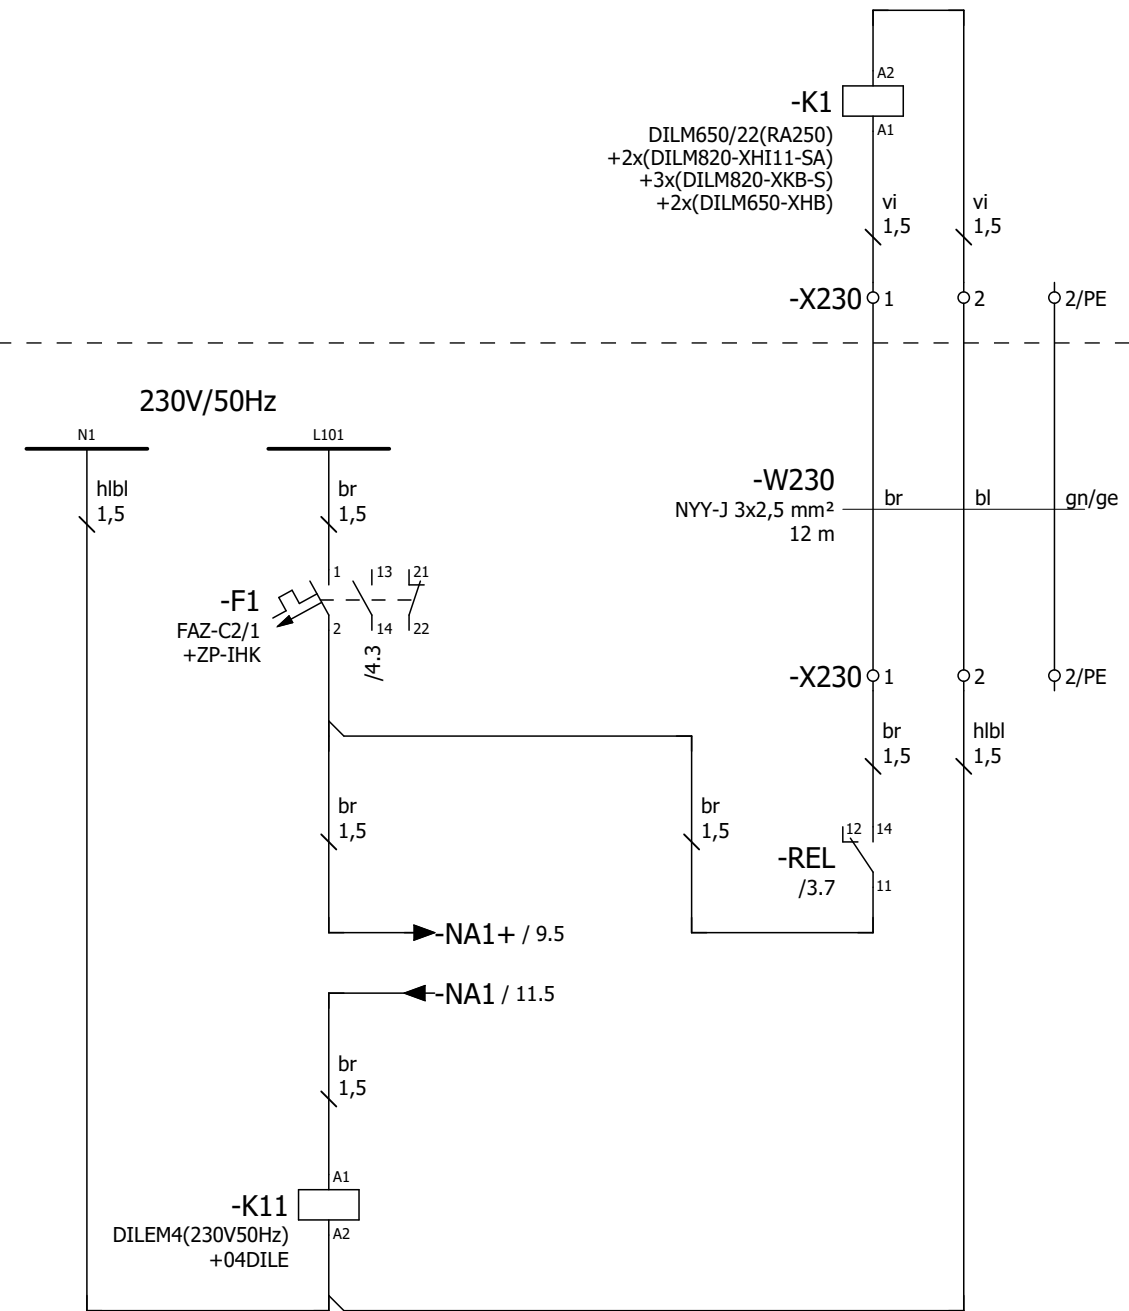 A2
-K1
A1
DILM650/22(RA250)
+2x(DILM820-XHI11-SA)
+3x(DILM820-XKB-S)
+2x(DILM650-XHB)
vi
1,5
vi
1,5
-X230 1 2 2/PE
230V/50Hz
N1
L101
hlbl
1,5
br
1,5
-W230
NYY-J 3x2,5 mm²
12 m
br
bl
gn/ge
1 13 21
-F1
FAZ-C2/1
+ZP-IHK
2 14 22
/4.3
-X230 1 2 2/PE
br
1,5
hlbl
1,5
br
1,5
br
1,5
12 14
-REL
/3.7
11
-NA1+ / 9.5
-NA1 / 11.5
br
1,5
A1
-K11
DILEM4(230V50Hz)
+04DILE
A2